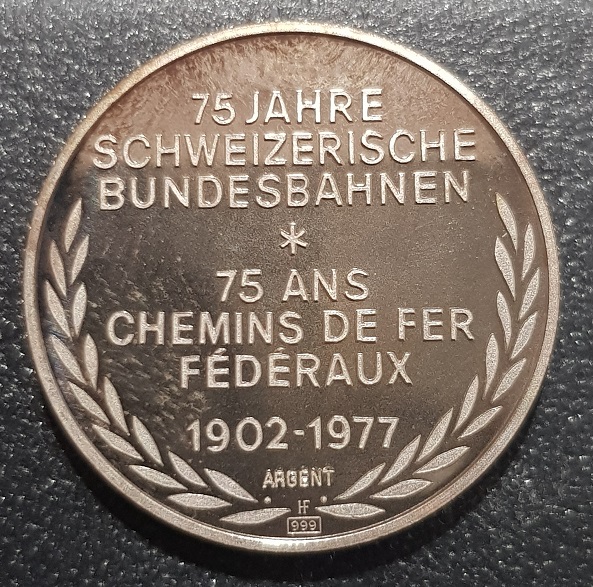 75 JAHRE
SCHWEIZERISCHE
BUNDESBAHNEN
*
75 ANS
CHEMINS DE FER
FÉDÉRAUX
1902-1977
ARGENT
HF
999